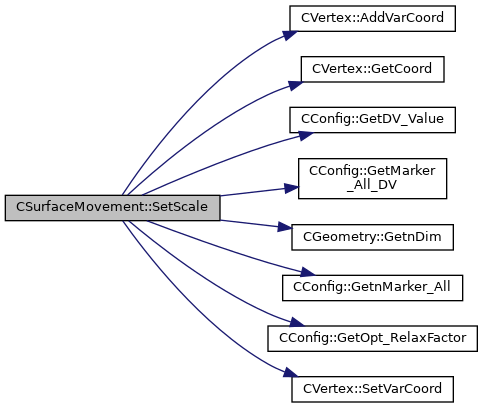 CVertex::AddVarCoord
CVertex::GetCoord
CConfig::GetDV_Value
CConfig::GetMarker
_All_DV
CSurfaceMovement::SetScale
CGeometry::GetnDim
CConfig::GetnMarker_All
CConfig::GetOpt_RelaxFactor
CVertex::SetVarCoord